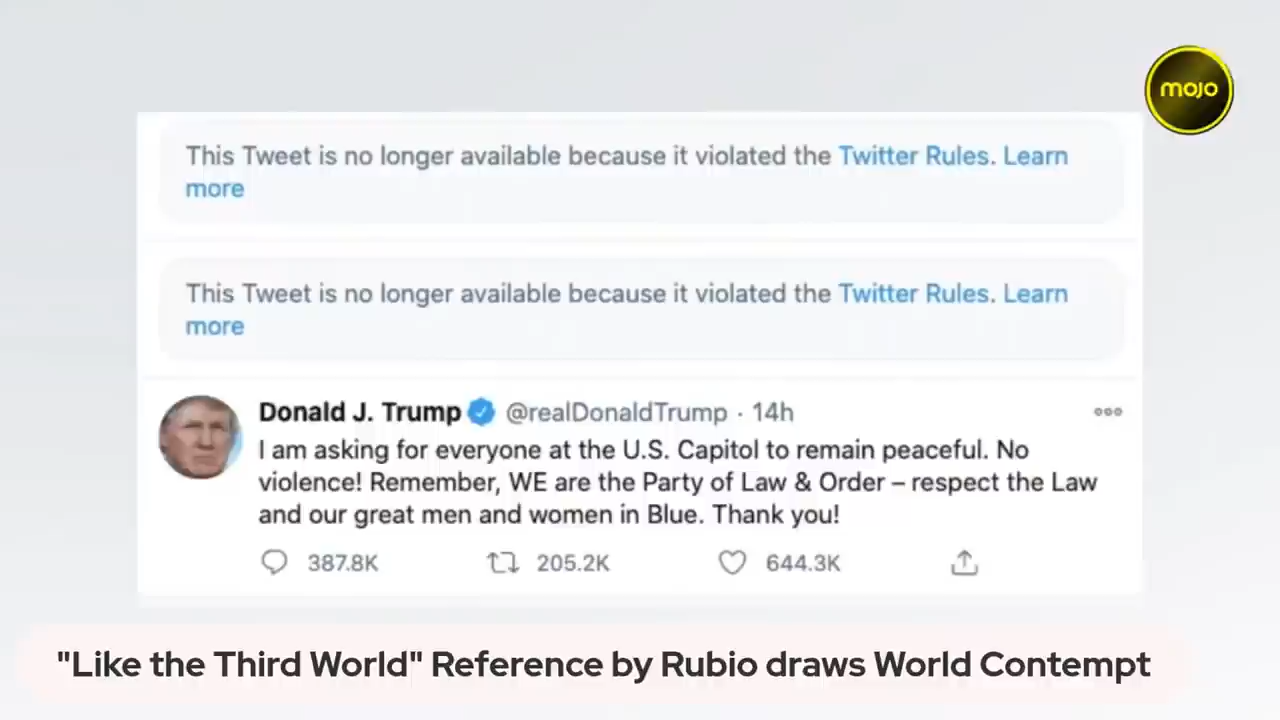 mojo
This Tweet is no longer available because it violated the Twitter Rules. Learn
more
This Tweet is no longer available because it violated the Twitter Rules. Learn
more
Donald J. Trump @realDonaldTrump · 14h
I am asking for everyone at the U.S. Capitol to remain peaceful. No
violence! Remember, WE are the Party of Law & Order – respect the Law
and our great men and women in Blue. Thank you!
387.8K 205.2K 644.3K
"Like the Third World" Reference by Rubio draws World Contempt